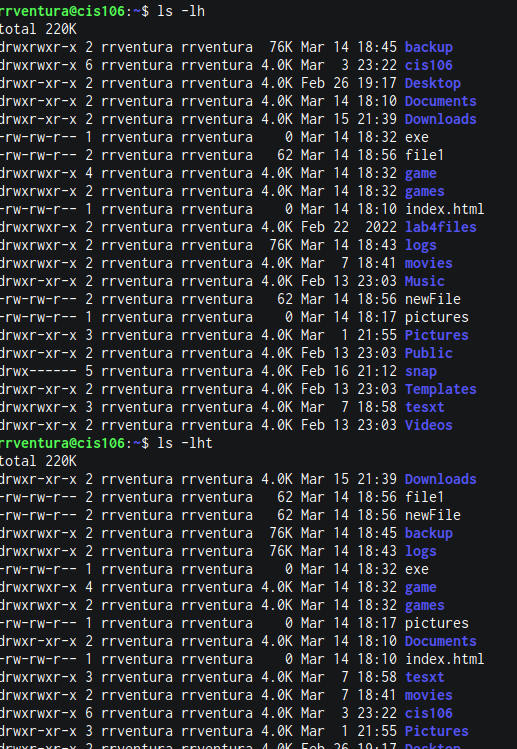 rrventura@cis106:~$ ls -lh
total 220K
drwxrwxr-x 2 rrventura rrventura  76K Mar 14 18:45 backup
drwxrwxr-x 6 rrventura rrventura 4.0K Mar  3 23:22 cis106
drwxr-xr-x 2 rrventura rrventura 4.0K Feb 26 19:17 Desktop
drwxr-xr-x 2 rrventura rrventura 4.0K Mar 14 18:10 Documents
drwxr-xr-x 2 rrventura rrventura 4.0K Mar 15 21:39 Downloads
-rw-rw-r-- 1 rrventura rrventura    0 Mar 14 18:32 exe
-rw-rw-r-- 2 rrventura rrventura   62 Mar 14 18:56 file1
drwxrwxr-x 4 rrventura rrventura 4.0K Mar 14 18:32 game
drwxrwxr-x 2 rrventura rrventura 4.0K Mar 14 18:32 games
-rw-rw-r-- 1 rrventura rrventura    0 Mar 14 18:10 index.html
drwxrwxr-x 2 rrventura rrventura 4.0K Feb 22  2022 lab4files
drwxrwxr-x 2 rrventura rrventura  76K Mar 14 18:43 logs
drwxrwxr-x 2 rrventura rrventura 4.0K Mar  7 18:41 movies
drwxr-xr-x 2 rrventura rrventura 4.0K Feb 13 23:03 Music
-rw-rw-r-- 2 rrventura rrventura   62 Mar 14 18:56 newFile
-rw-rw-r-- 1 rrventura rrventura    0 Mar 14 18:17 pictures
drwxr-xr-x 3 rrventura rrventura 4.0K Mar  1 21:55 Pictures
drwxr-xr-x 2 rrventura rrventura 4.0K Feb 13 23:03 Public
drwx------ 5 rrventura rrventura 4.0K Feb 16 21:12 snap
drwxr-xr-x 2 rrventura rrventura 4.0K Feb 13 23:03 Templates
drwxrwxr-x 3 rrventura rrventura 4.0K Mar  7 18:58 tesxt
drwxr-xr-x 2 rrventura rrventura 4.0K Feb 13 23:03 Videos
rrventura@cis106:~$ ls -lht
total 220K
drwxr-xr-x 2 rrventura rrventura 4.0K Mar 15 21:39 Downloads
-rw-rw-r-- 2 rrventura rrventura   62 Mar 14 18:56 file1
-rw-rw-r-- 2 rrventura rrventura   62 Mar 14 18:56 newFile
drwxrwxr-x 2 rrventura rrventura  76K Mar 14 18:45 backup
drwxrwxr-x 2 rrventura rrventura  76K Mar 14 18:43 logs
-rw-rw-r-- 1 rrventura rrventura    0 Mar 14 18:32 exe
drwxrwxr-x 4 rrventura rrventura 4.0K Mar 14 18:32 game
drwxrwxr-x 2 rrventura rrventura 4.0K Mar 14 18:32 games
-rw-rw-r-- 1 rrventura rrventura    0 Mar 14 18:17 pictures
drwxr-xr-x 2 rrventura rrventura 4.0K Mar 14 18:10 Documents
-rw-rw-r-- 1 rrventura rrventura    0 Mar 14 18:10 index.html
drwxrwxr-x 3 rrventura rrventura 4.0K Mar  7 18:58 tesxt
drwxrwxr-x 2 rrventura rrventura 4.0K Mar  7 18:41 movies
drwxrwxr-x 6 rrventura rrventura 4.0K Mar  3 23:22 cis106
drwxr-xr-x 3 rrventura rrventura 4.0K Mar  1 21:55 Pictures
drwxr-xr-x 2 rrventura rrventura 4.0K Feb 26 19:17 Desktop